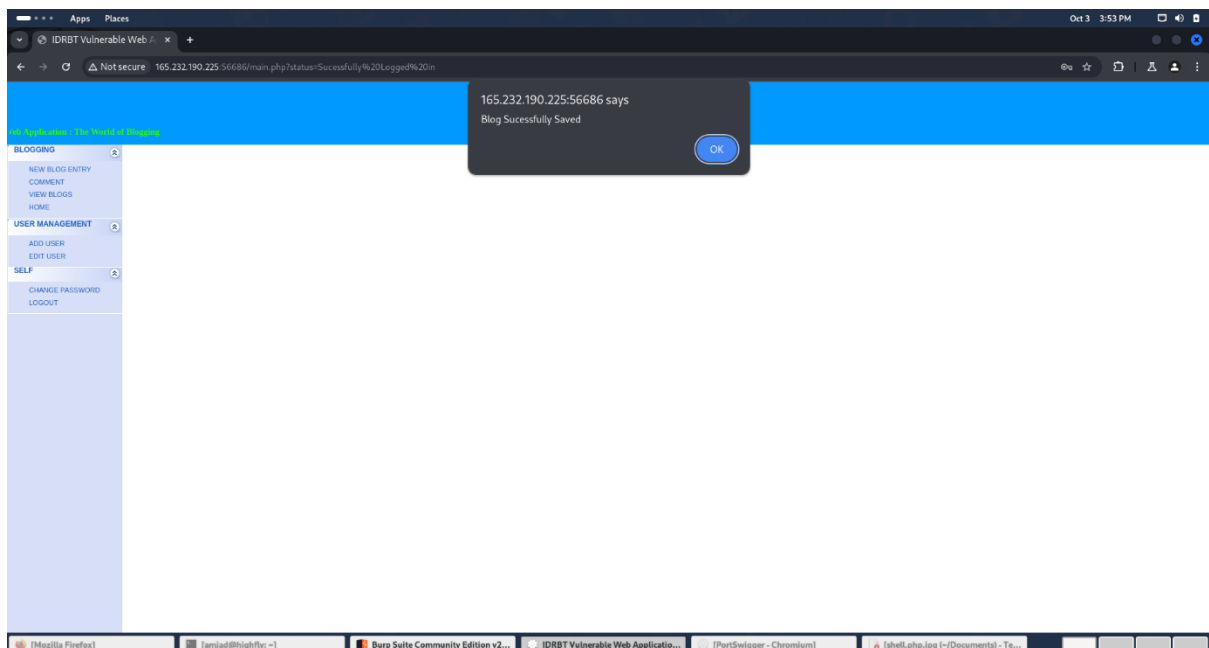 Apps Places Oct 3 3:53 PM
IDRBT Vulnerable Web A
Not secure 165.232.190.225:56686/main.php?status=Sucessfully%20Logged%20in
165.232.190.225:56686 says
Blog Sucessfully Saved
OK
Application : The World of Blogging
BLOGGING
NEW BLOG ENTRY
COMMENT
VIEW BLOGS
HOME
USER MANAGEMENT
ADD USER
EDIT USER
SELF
CHANGE PASSWORD
LOGOUT
[Mozilla Firefox] [amjad@highfly: ~] Burp Suite Community Edition v2... IDRBT Vulnerable Web Applicatio... [PortSwigger - Chromium] [shell.php.jpg (~/Documents) - Te...